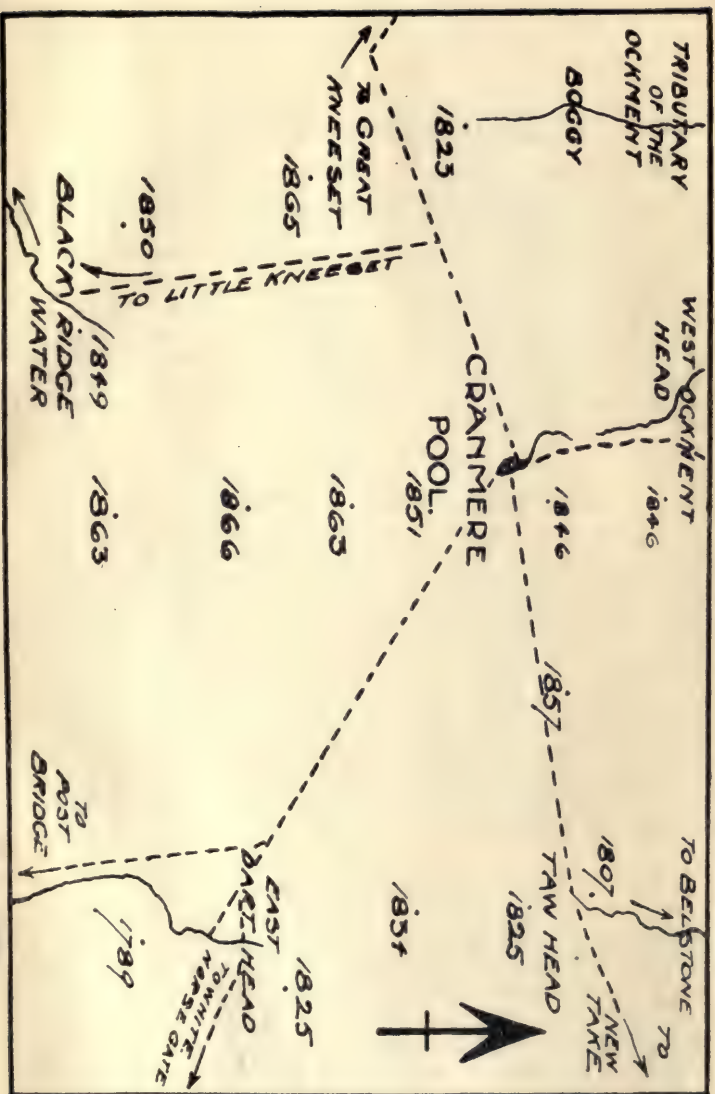 TRIBUTARY
OF THE
OCKMENT
BOGGY
1823
WEST OCKMENT
HEAD
1846
1846
TO BELSTONE
TO
NEW
TAKE
1807
1857
TAW HEAD
1825
CRANMERE
POOL.
1851
1834
TO GREAT
KNEESET
1865
TO LITTLE KNEESET
1863
1866
1863
1825
EAST
DART HEAD
TO WHITE
HORSE GATE
1850
1849
BLACK RIDGE
WATER
1789
TO
POST
BRIDGE